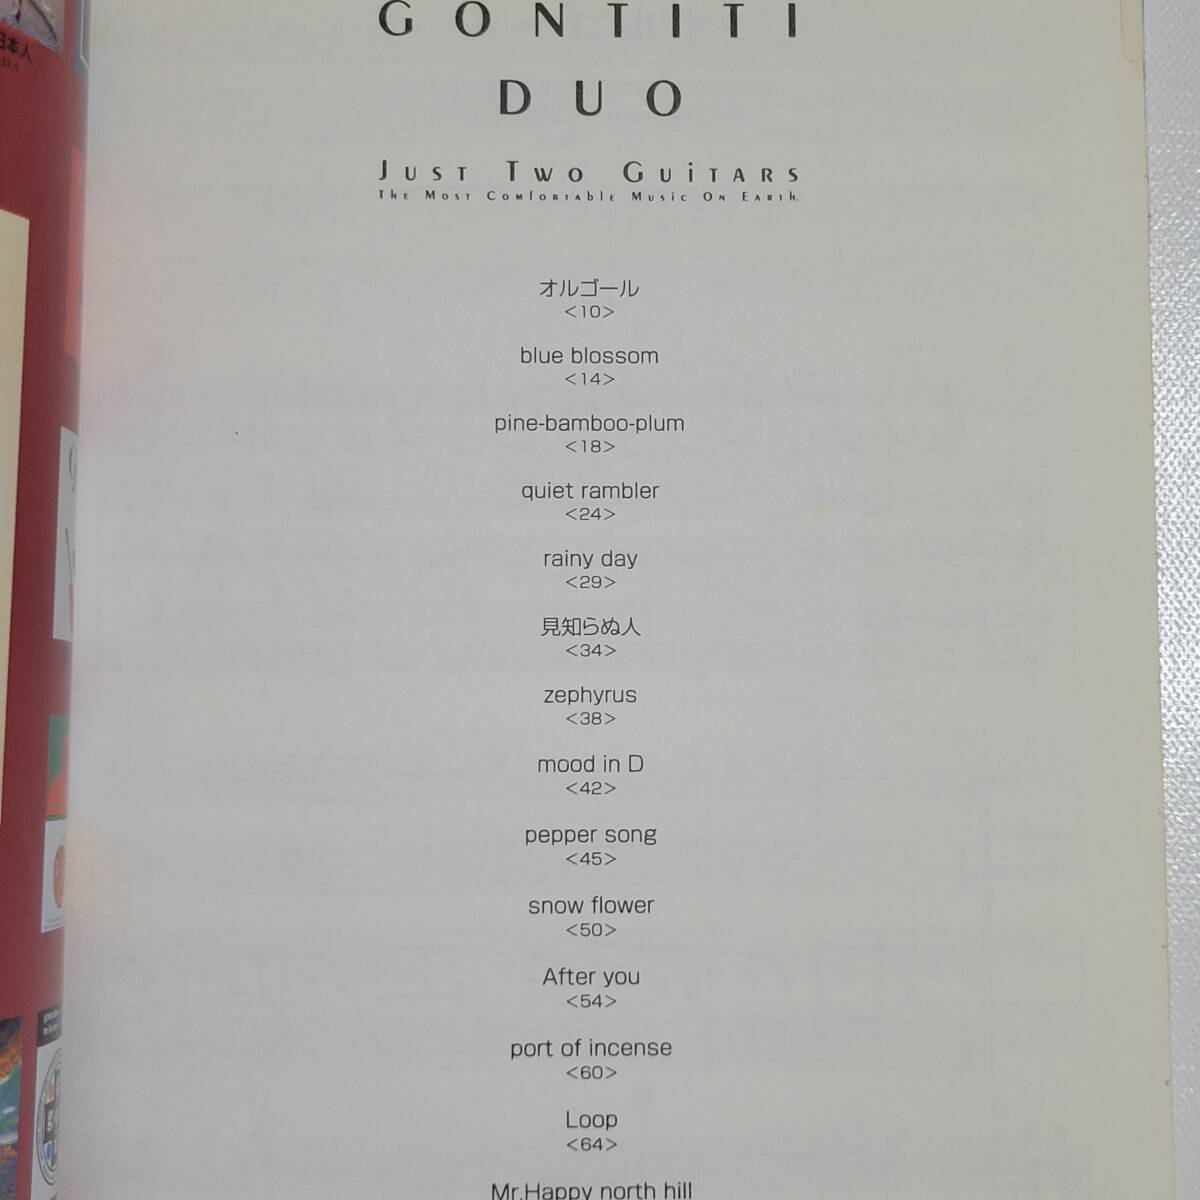 GONTITI
DUO
Just Two Guitars
The Most Comfortable Music On Earth.
オルゴール
<10>
blue blossom
<14>
pine-bamboo-plum
<18>
quiet rambler
<24>
rainy day
<29>
見知らぬ人
<34>
zephyrus
<38>
mood in D
<42>
pepper song
<45>
snow flower
<50>
After you
<54>
port of incense
<60>
Loop
<64>
Mr.Happy north hill
日本人